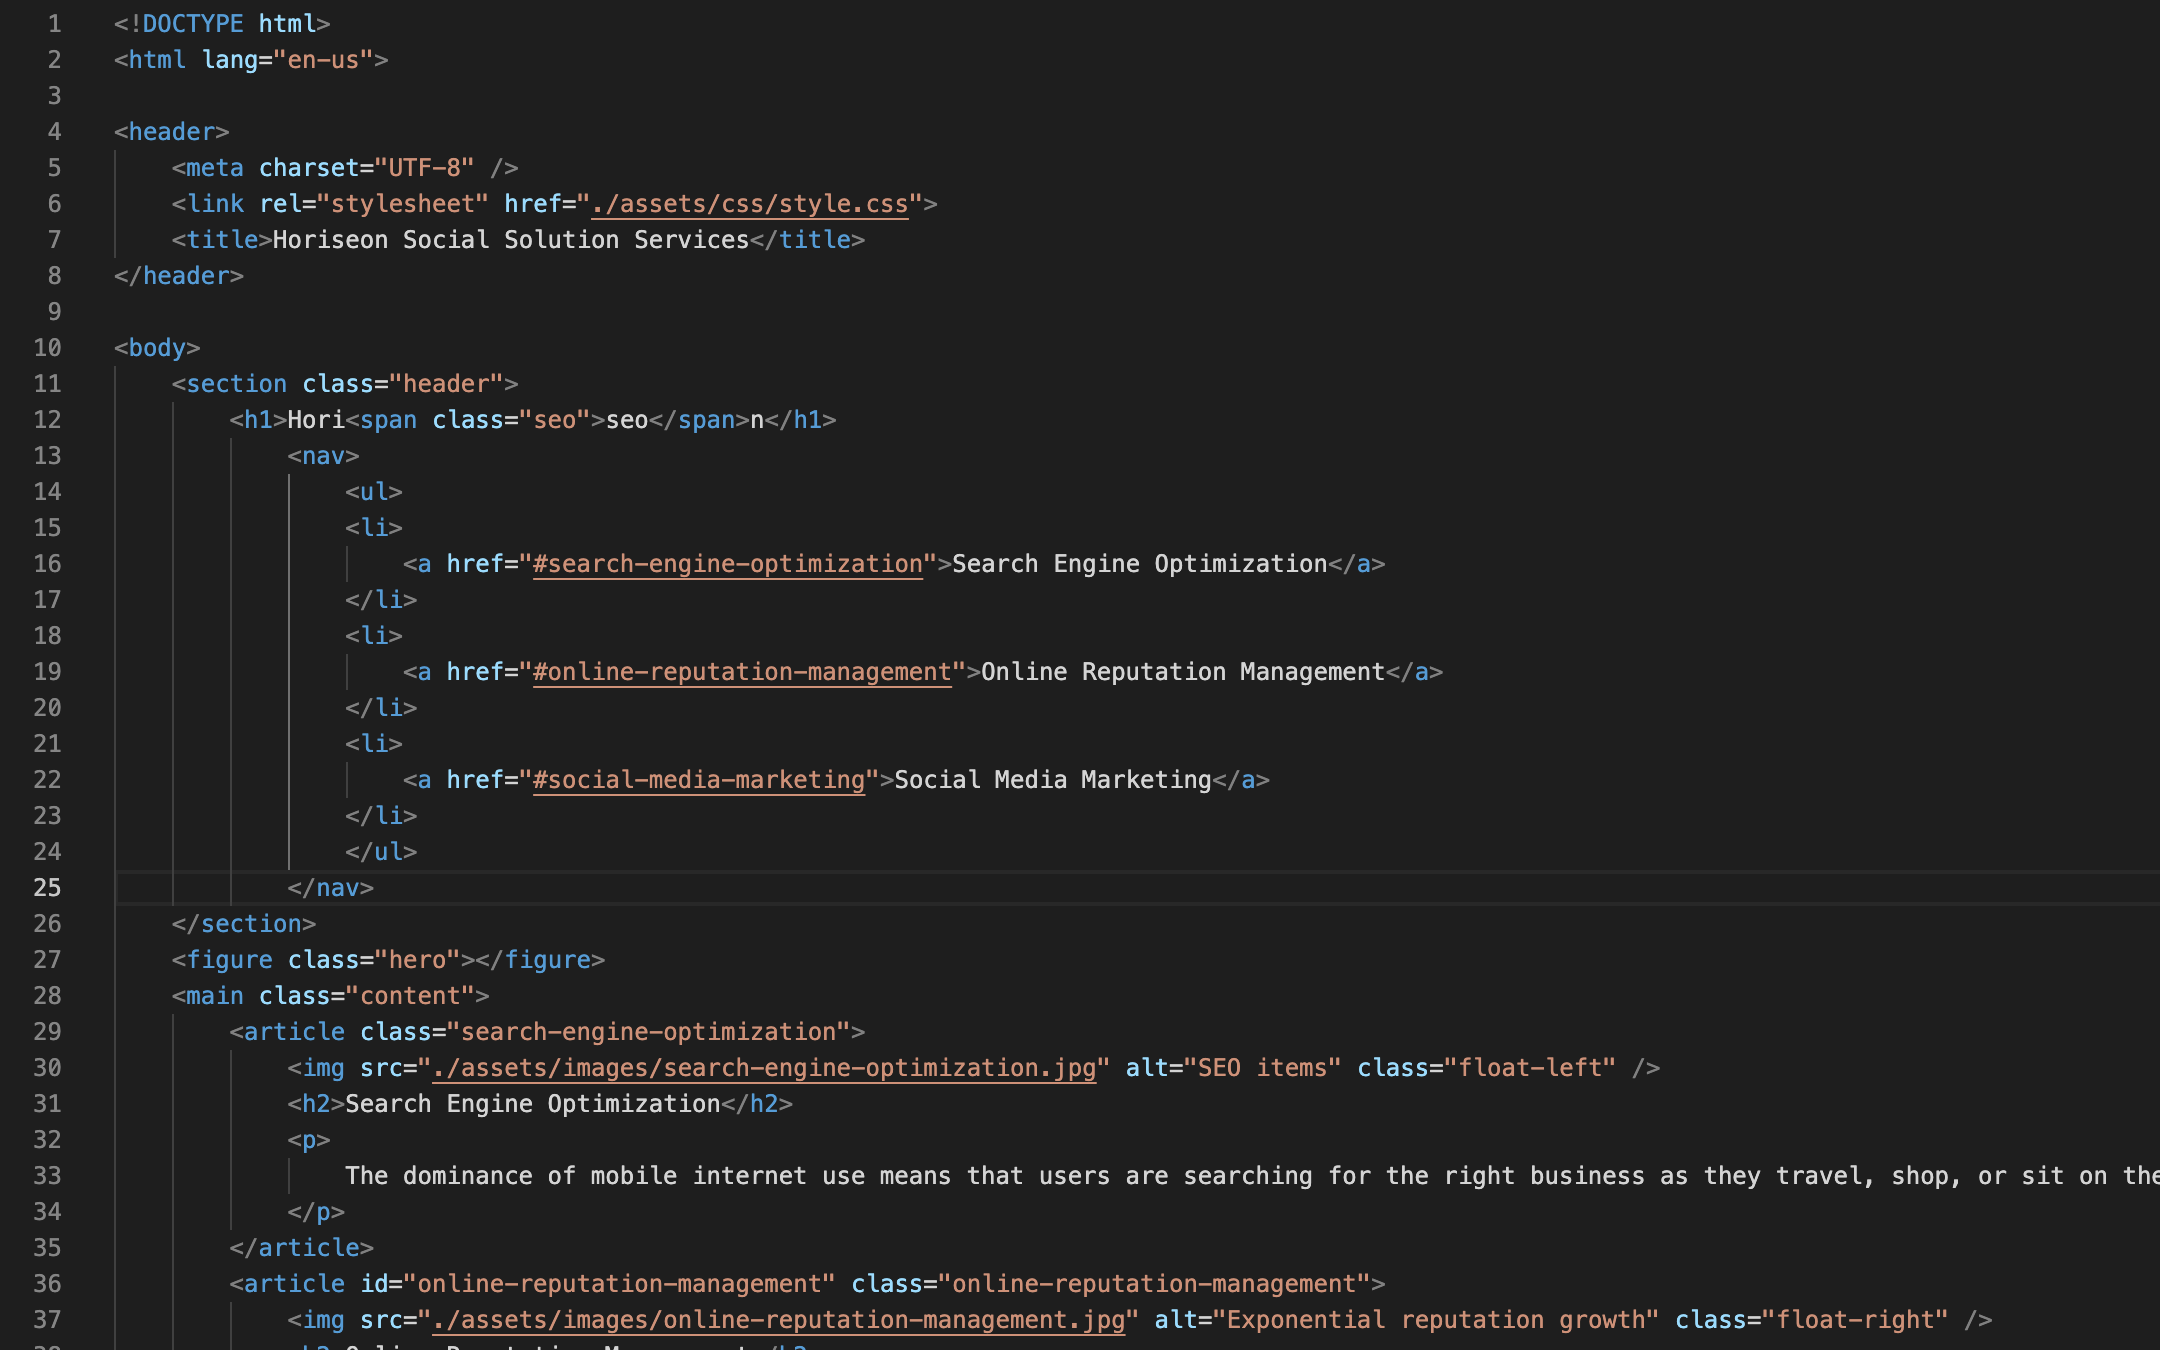 1 <!DOCTYPE html>
2 <html lang="en-us">
3
4 <header>
5     <meta charset="UTF-8" />
6     <link rel="stylesheet" href="./assets/css/style.css">
7     <title>Horiseon Social Solution Services</title>
8 </header>
9
10 <body>
11     <section class="header">
12         <h1>Hori<span class="seo">seo</span>n</h1>
13             <nav>
14                 <ul>
15                 <li>
16                     <a href="#search-engine-optimization">Search Engine Optimization</a>
17                 </li>
18                 <li>
19                     <a href="#online-reputation-management">Online Reputation Management</a>
20                 </li>
21                 <li>
22                     <a href="#social-media-marketing">Social Media Marketing</a>
23                 </li>
24                 </ul>
25             </nav>
26     </section>
27     <figure class="hero"></figure>
28     <main class="content">
29         <article class="search-engine-optimization">
30             <img src="./assets/images/search-engine-optimization.jpg" alt="SEO items" class="float-left" />
31             <h2>Search Engine Optimization</h2>
32             <p>
33                 The dominance of mobile internet use means that users are searching for the right business as they travel, shop, or sit on the
34             </p>
35         </article>
36         <article id="online-reputation-management" class="online-reputation-management">
37             <img src="./assets/images/online-reputation-management.jpg" alt="Exponential reputation growth" class="float-right" />